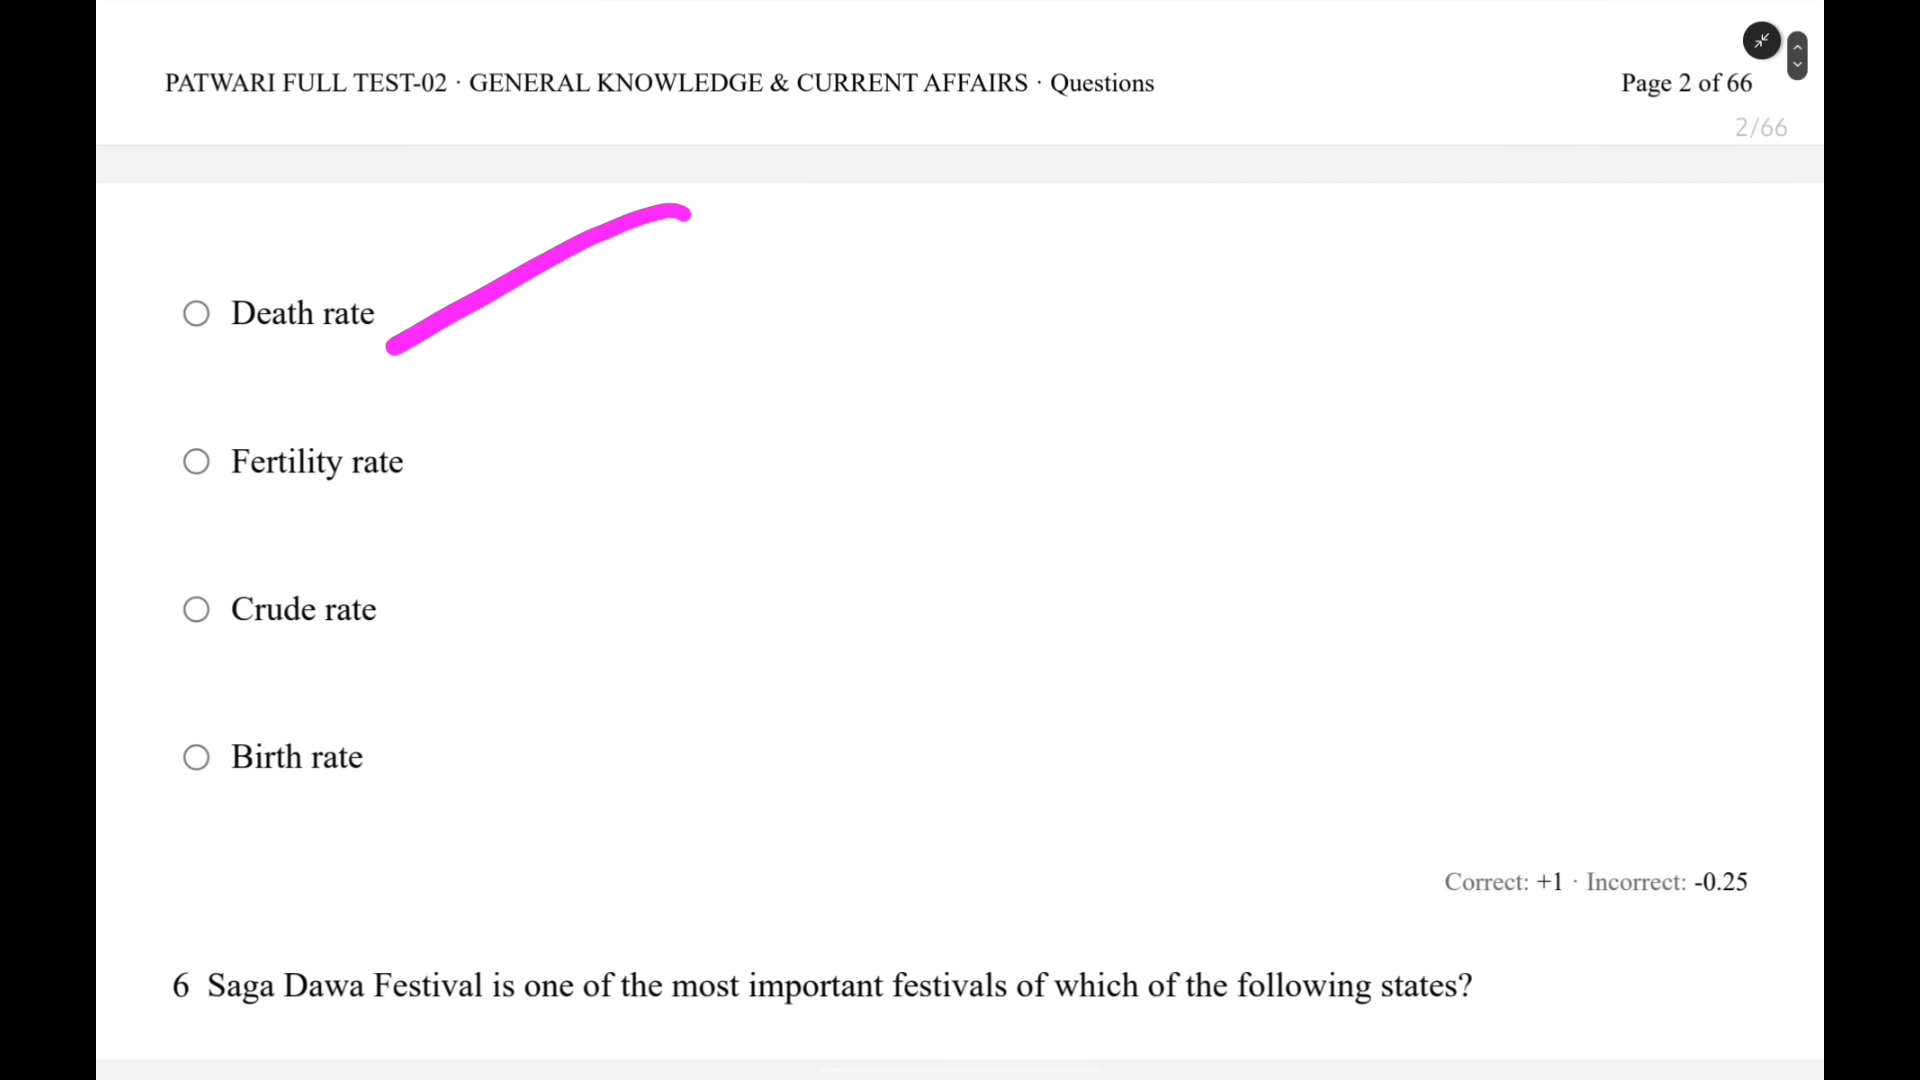 PATWARI FULL TEST-02 · GENERAL KNOWLEDGE & CURRENT AFFAIRS · Questions Page 2 of 66
2/66
Death rate
Fertility rate
Crude rate
Birth rate
Correct: +1 · Incorrect: -0.25
6 Saga Dawa Festival is one of the most important festivals of which of the following states?